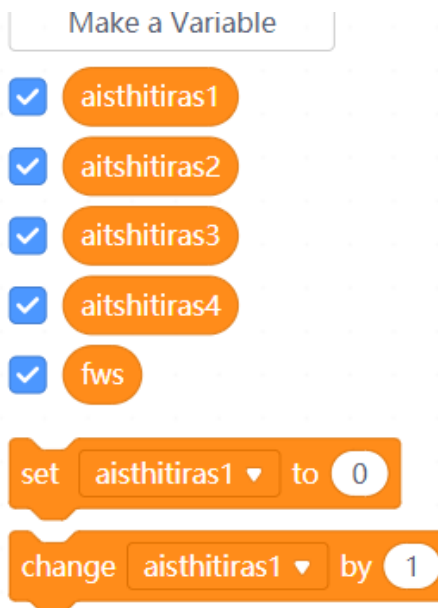 Make a Variable
aisthitiras1
aitshitiras2
aitshitiras3
aitshitiras4
fws
set aisthitiras1 to 0
change aisthitiras1 by 1